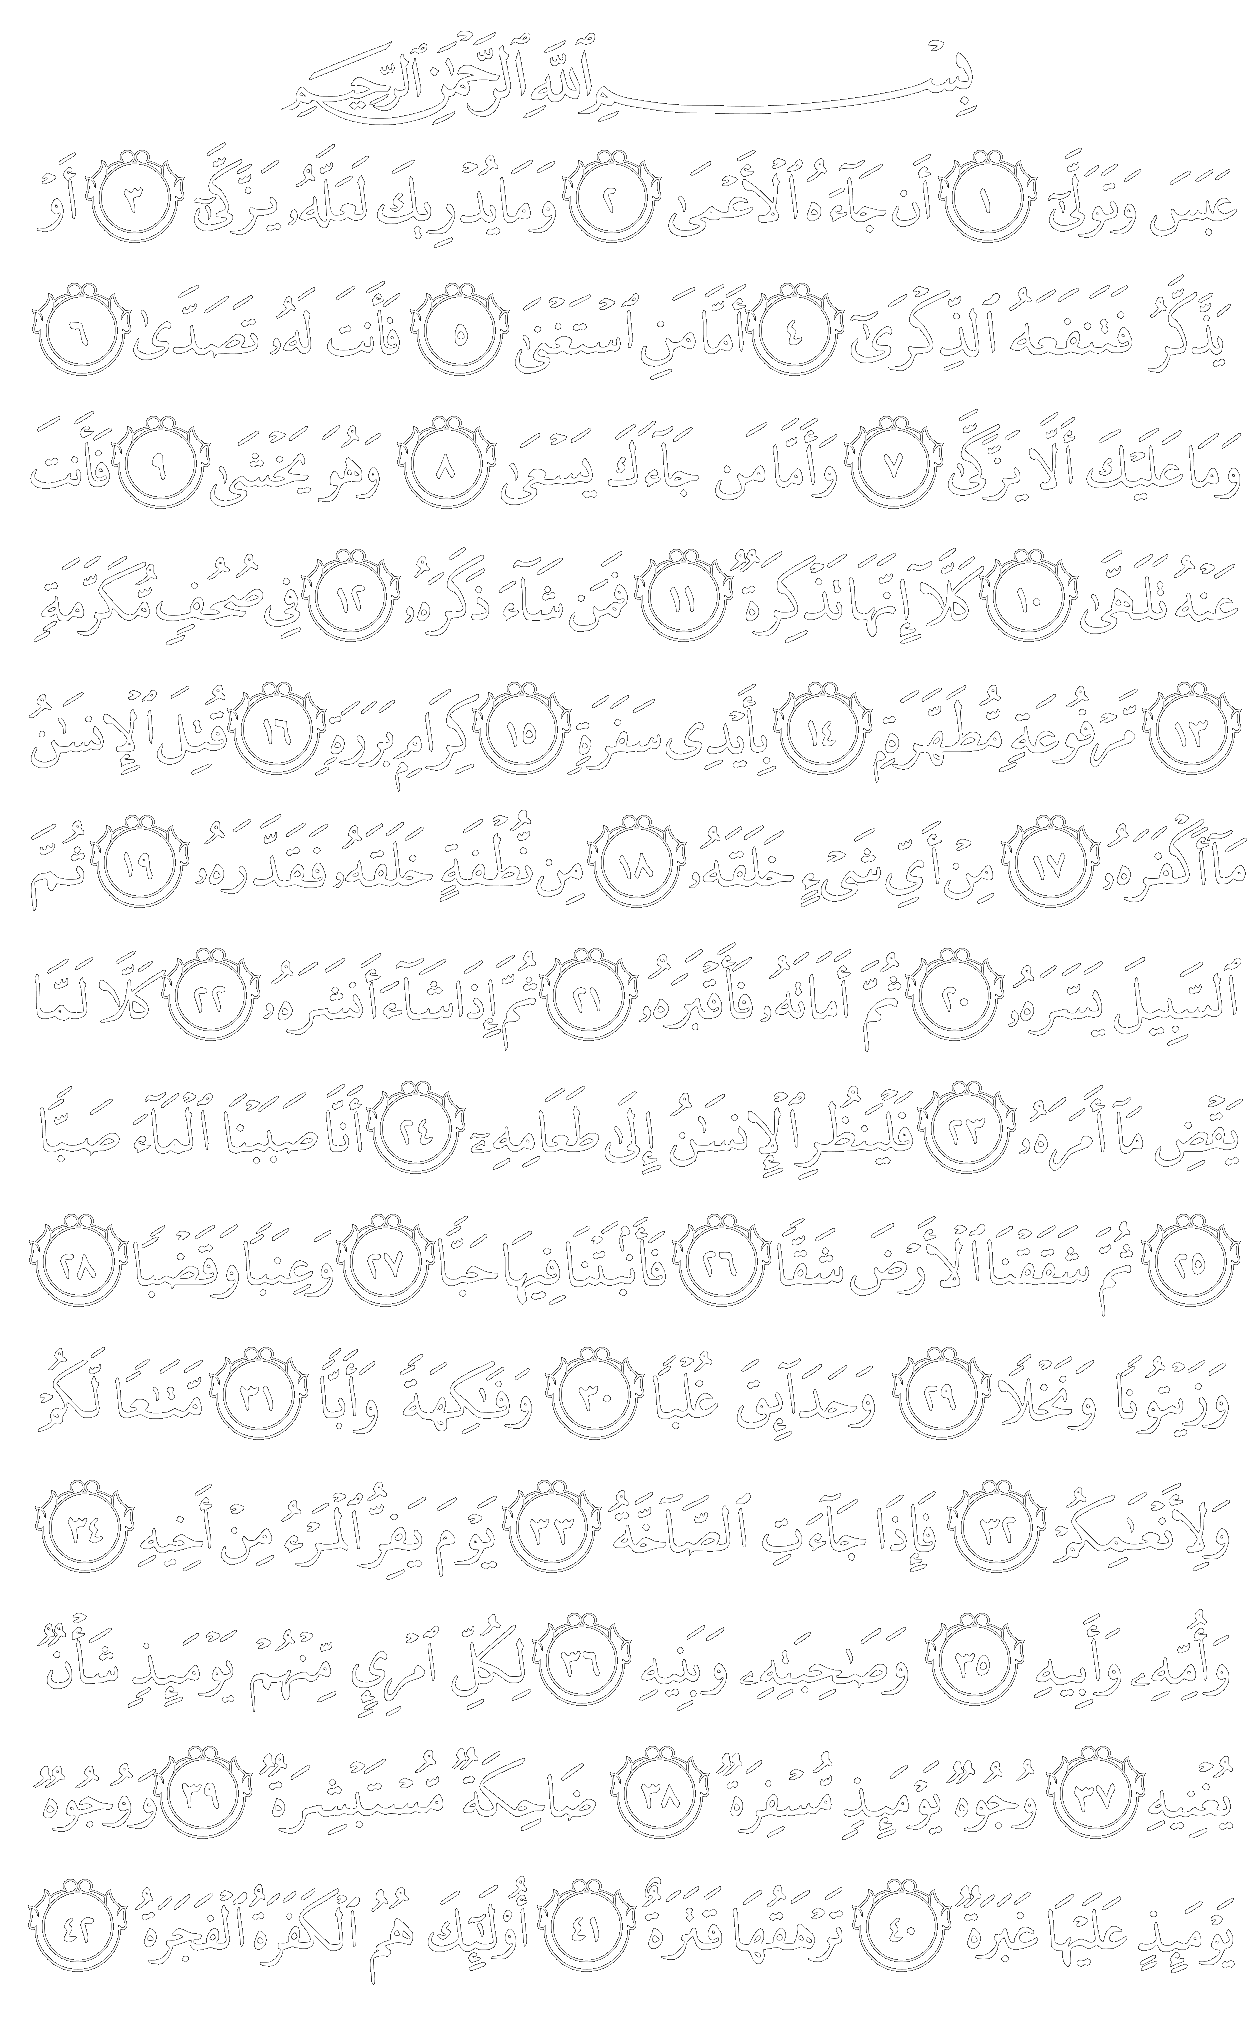 بِسْمِ ٱللَّهِ ٱلرَّحْمَٰنِ ٱلرَّحِيمِ
عَبَسَ وَتَوَلَّىٰٓ ١ أَن جَآءَهُ ٱلْأَعْمَىٰ ٢ وَمَا يُدْرِيكَ لَعَلَّهُۥ يَزَّكَّىٰٓ ٣ أَوْ
يَذَّكَّرُ فَتَنفَعَهُ ٱلذِّكْرَىٰٓ ٤ أَمَّا مَنِ ٱسْتَغْنَىٰ ٥ فَأَنتَ لَهُۥ تَصَدَّىٰ ٦
وَمَا عَلَيْكَ أَلَّا يَزَّكَّىٰ ٧ وَأَمَّا مَن جَآءَكَ يَسْعَىٰ ٨ وَهُوَ يَخْشَىٰ ٩ فَأَنتَ
عَنْهُ تَلَهَّىٰ ١٠ كَلَّآ إِنَّهَا تَذْكِرَةٌ ١١ فَمَن شَآءَ ذَكَرَهُۥ ١٢ فِى صُحُفٍ مُّكَرَّمَةٍ
١٣ مَّرْفُوعَةٍ مُّطَهَّرَةٍۭ ١٤ بِأَيْدِى سَفَرَةٍ ١٥ كِرَامٍۭ بَرَرَةٍ ١٦ قُتِلَ ٱلْإِنسَٰنُ
مَآ أَكْفَرَهُۥ ١٧ مِنْ أَىِّ شَىْءٍ خَلَقَهُۥ ١٨ مِن نُّطْفَةٍ خَلَقَهُۥ فَقَدَّرَهُۥ ١٩ ثُمَّ
ٱلسَّبِيلَ يَسَّرَهُۥ ٢٠ ثُمَّ أَمَاتَهُۥ فَأَقْبَرَهُۥ ٢١ ثُمَّ إِذَا شَآءَ أَنشَرَهُۥ ٢٢ كَلَّا لَمَّا
يَقْضِ مَآ أَمَرَهُۥ ٢٣ فَلْيَنظُرِ ٱلْإِنسَٰنُ إِلَىٰ طَعَامِهِۦٓ ٢٤ أَنَّا صَبَبْنَا ٱلْمَآءَ صَبًّا
٢٥ ثُمَّ شَقَقْنَا ٱلْأَرْضَ شَقًّا ٢٦ فَأَنۢبَتْنَا فِيهَا حَبًّا ٢٧ وَعِنَبًا وَقَضْبًا ٢٨
وَزَيْتُونًا وَنَخْلًا ٢٩ وَحَدَآئِقَ غُلْبًا ٣٠ وَفَٰكِهَةً وَأَبًّا ٣١ مَّتَٰعًا لَّكُمْ
وَلِأَنْعَٰمِكُمْ ٣٢ فَإِذَا جَآءَتِ ٱلصَّآخَّةُ ٣٣ يَوْمَ يَفِرُّ ٱلْمَرْءُ مِنْ أَخِيهِ ٣٤
وَأُمِّهِۦ وَأَبِيهِ ٣٥ وَصَٰحِبَتِهِۦ وَبَنِيهِ ٣٦ لِكُلِّ ٱمْرِئٍ مِّنْهُمْ يَوْمَئِذٍ شَأْنٌ
يُغْنِيهِ ٣٧ وُجُوهٌ يَوْمَئِذٍ مُّسْفِرَةٌ ٣٨ ضَاحِكَةٌ مُّسْتَبْشِرَةٌ ٣٩ وَوُجُوهٌ
يَوْمَئِذٍ عَلَيْهَا غَبَرَةٌ ٤٠ تَرْهَقُهَا قَتَرَةٌ ٤١ أُو۟لَٰٓئِكَ هُمُ ٱلْكَفَرَةُ ٱلْفَجَرَةُ ٤٢